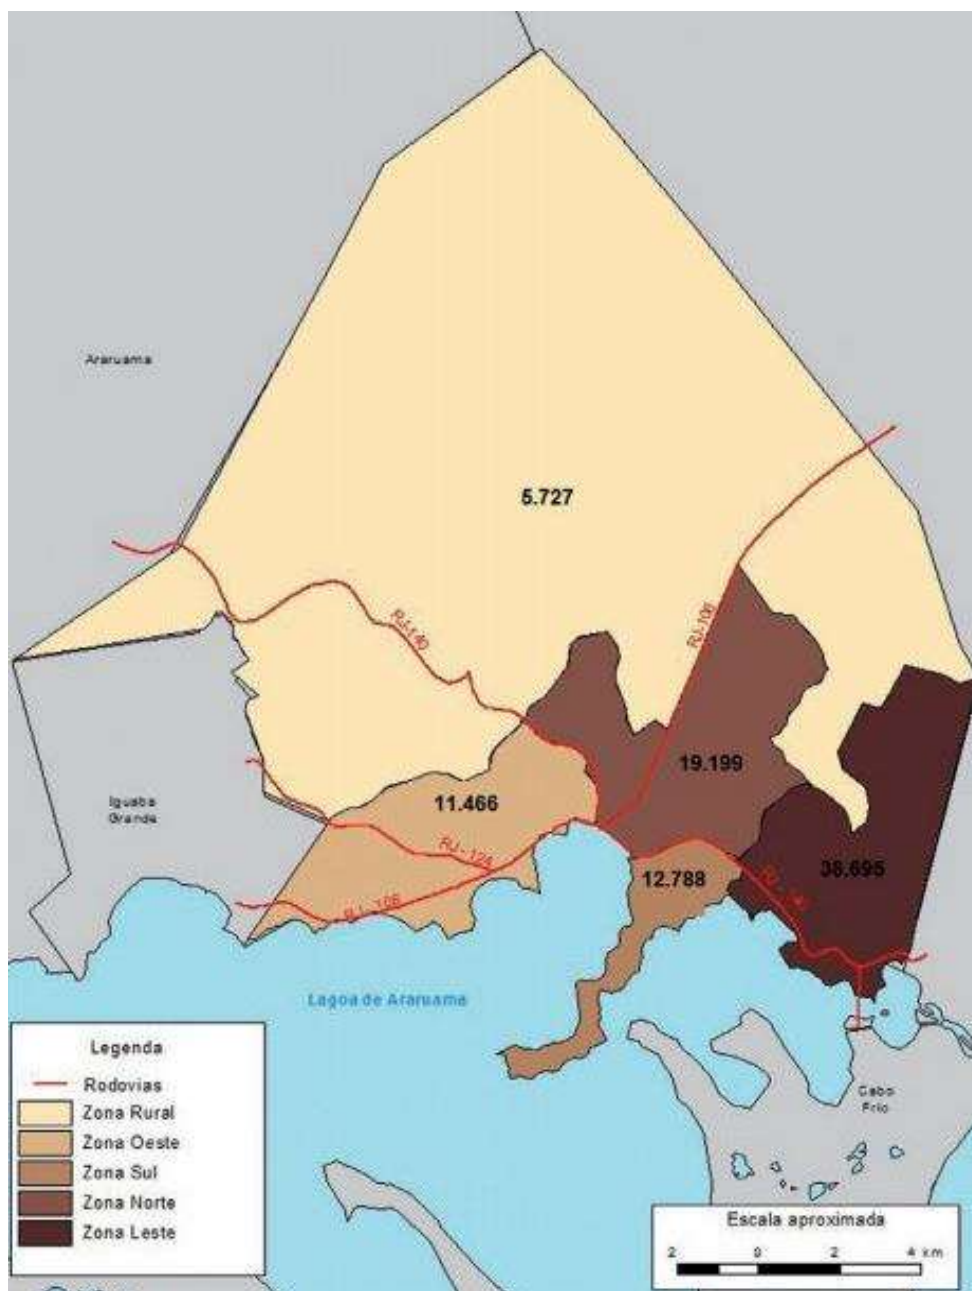 Araruama
5.727
RJ-140
RJ-106
19.199
11.466
Iguaba
Grande
RJ - 124
12.788
38.695
RJ - 106
Lagoa de Araruama
Cabo
Frio
Legenda
Rodovias
Zona Rural
Zona Oeste
Zona Sul
Zona Norte
Zona Leste
Escala aproximada
2 0 2 4 km